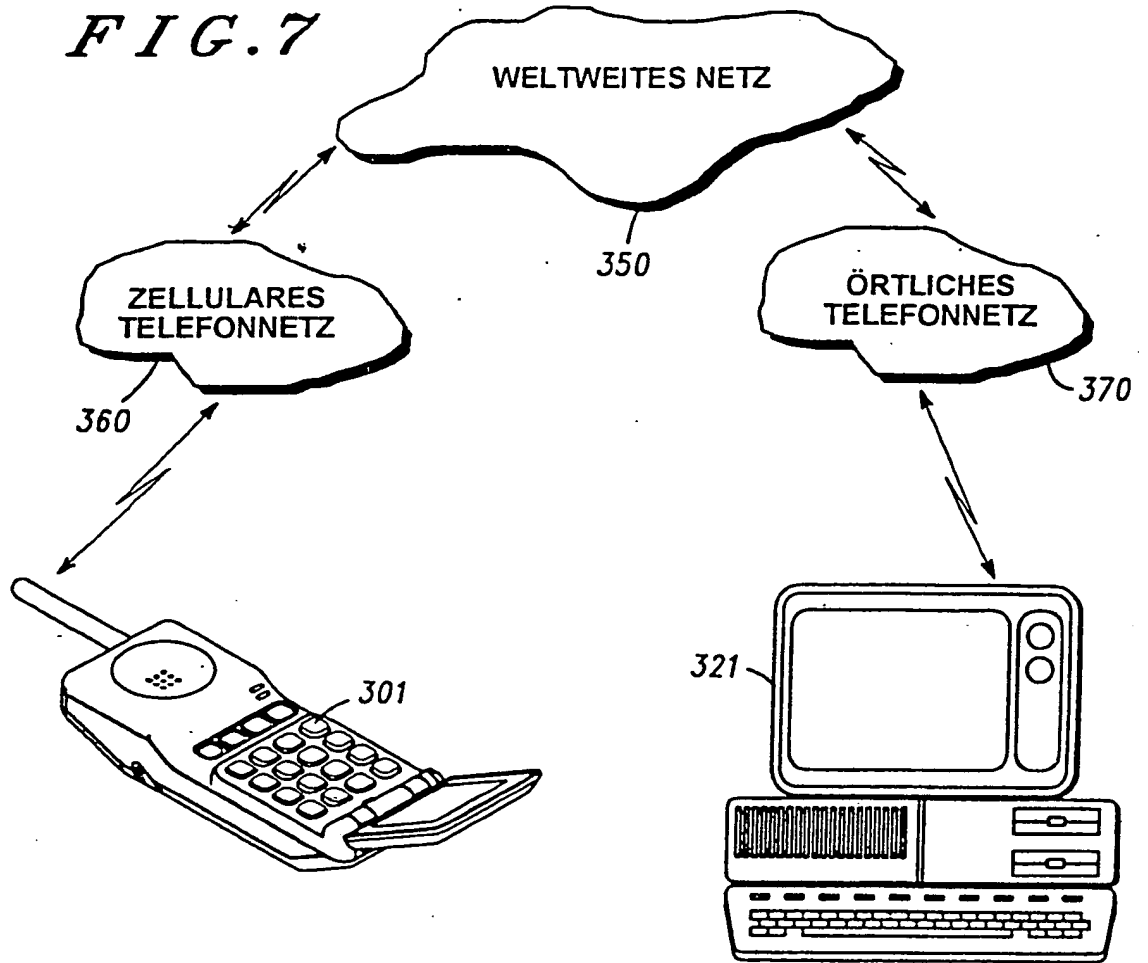 FIG.7
WELTWEITES NETZ
350
ZELLULARES
TELEFONNETZ
ÖRTLICHES
TELEFONNETZ
360
370
301
321